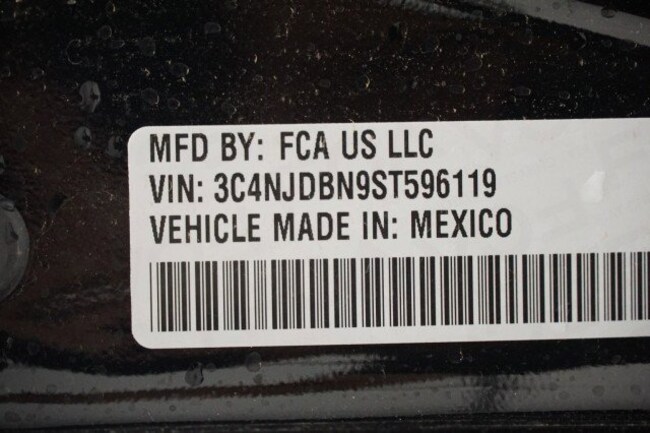 MFD BY: FCA US LLC
VIN: 3C4NJDBN9ST596119
VEHICLE MADE IN: MEXICO